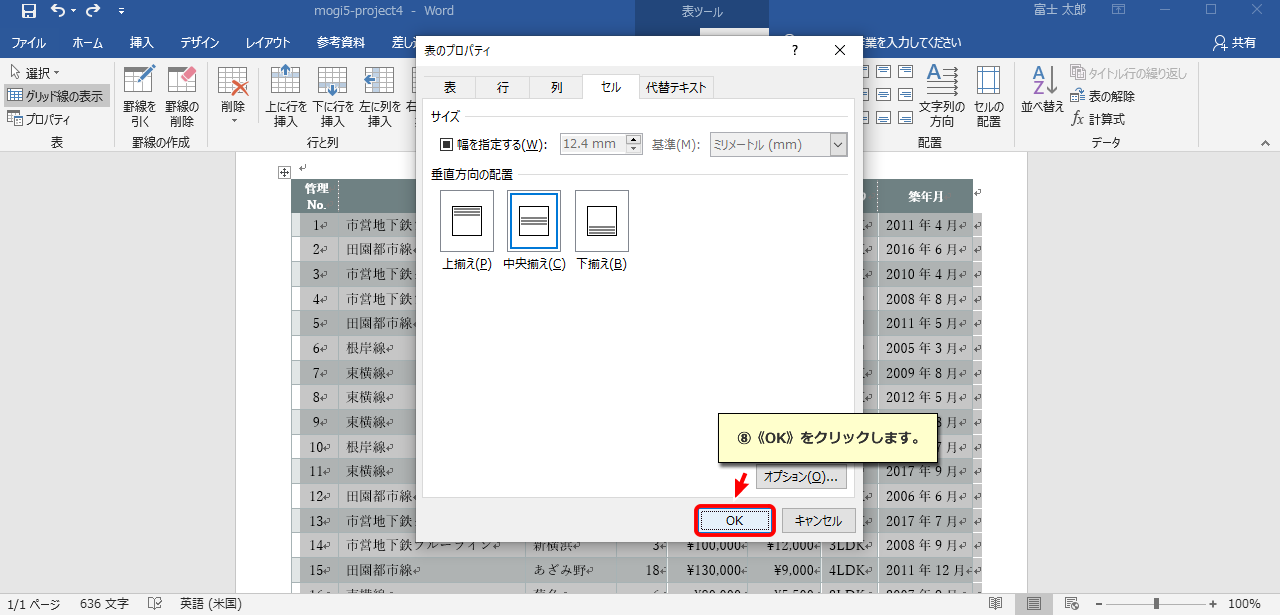 mogi5-project4 - Word
表ツール
富士 太郎
ファイル ホーム 挿入 デザイン レイアウト 参考資料 差し
業を入力してください
共有
選択
グリッド線の表示
プロパティ
表
罫線を引く
罫線の削除
罫線の作成
削除
上に行を挿入
下に行を挿入
左に列を挿入
行と列
文字列の方向
セルの配置
配置
並べ替え
タイトル行の繰り返し
表の解除
計算式
データ
表のプロパティ
?
表 行 列 セル 代替テキスト
サイズ
幅を指定する(W): 12.4 mm 基準(M): ミリメートル (mm)
垂直方向の配置
上揃え(P) 中央揃え(C) 下揃え(B)
⑧《OK》をクリックします。
オプション(O)...
OK キャンセル
管理No. 築年月
1 市営地下鉄 2011 年 4 月
2 田園都市線 2016 年 6 月
3 市営地下鉄 2010 年 4 月
4 市営地下鉄 2008 年 8 月
5 田園都市線 2011 年 5 月
6 根岸線 2005 年 3 月
7 東横線 2009 年 8 月
8 東横線 2012 年 5 月
9 東横線 月
10 根岸線 月
11 東横線 2017 年 9 月
12 田園都市線 2006 年 6 月
13 市営地下鉄 2017 年 7 月
14 市営地下鉄ブルーライン 新横浜 3 ¥100,000 ¥12,000 3LDK 2008 年 9 月
15 田園都市線 あざみ野 18 ¥130,000 ¥9,000 4LDK 2011 年 12 月
1/1 ページ 636 文字 英語 (米国)
100%